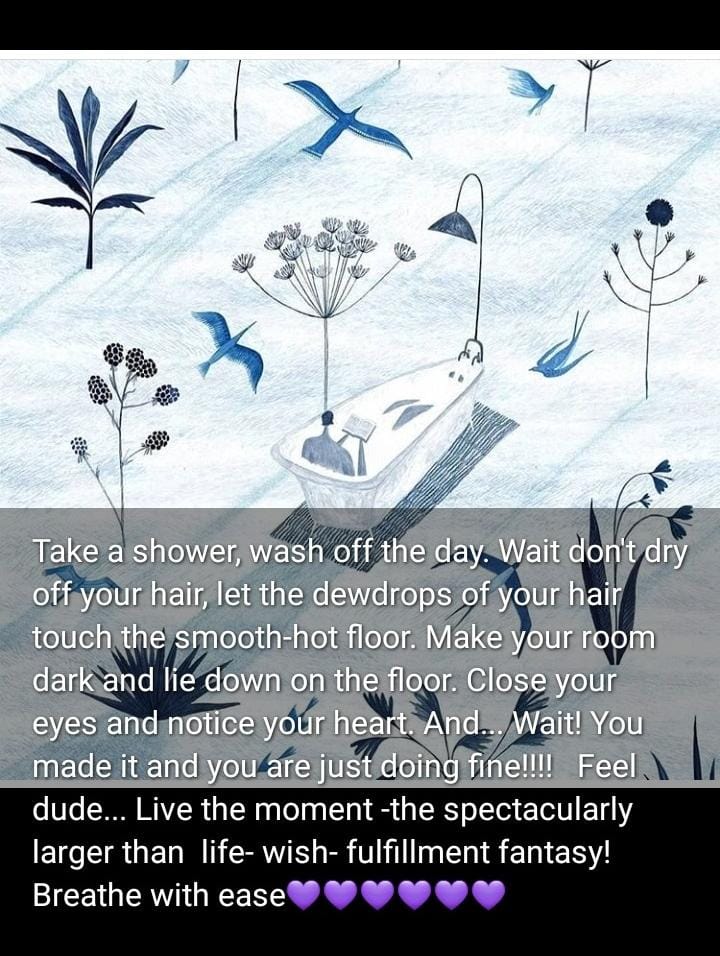 Take a shower, wash off the day. Wait don't dry
off your hair, let the dewdrops of your hair
touch the smooth-hot floor. Make your room
dark and lie down on the floor. Close your
eyes and notice your heart. And... Wait! You
made it and you are just doing fine!!!!   Feel
dude... Live the moment -the spectacularly
larger than  life- wish- fulfillment fantasy!
Breathe with ease💜💜💜💜💜💜